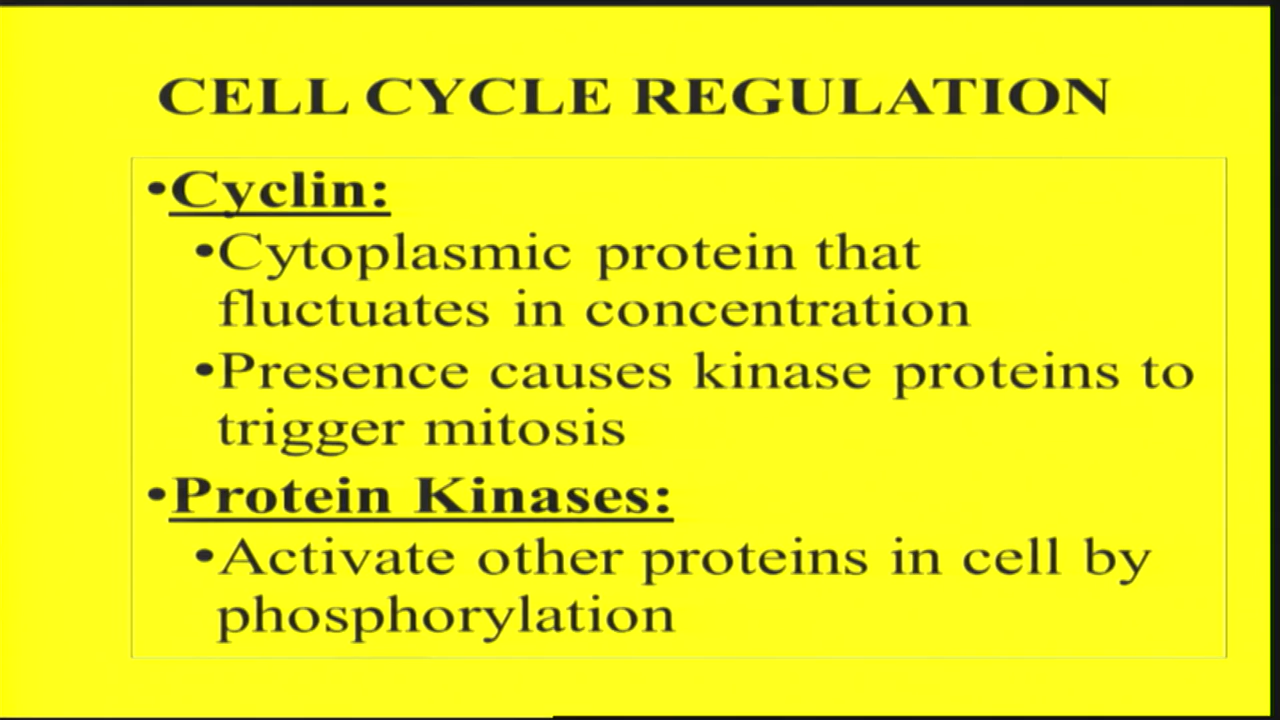 CELL CYCLE REGULATION
•Cyclin:
•Cytoplasmic protein that
fluctuates in concentration
•Presence causes kinase proteins to
trigger mitosis
•Protein Kinases:
•Activate other proteins in cell by
phosphorylation